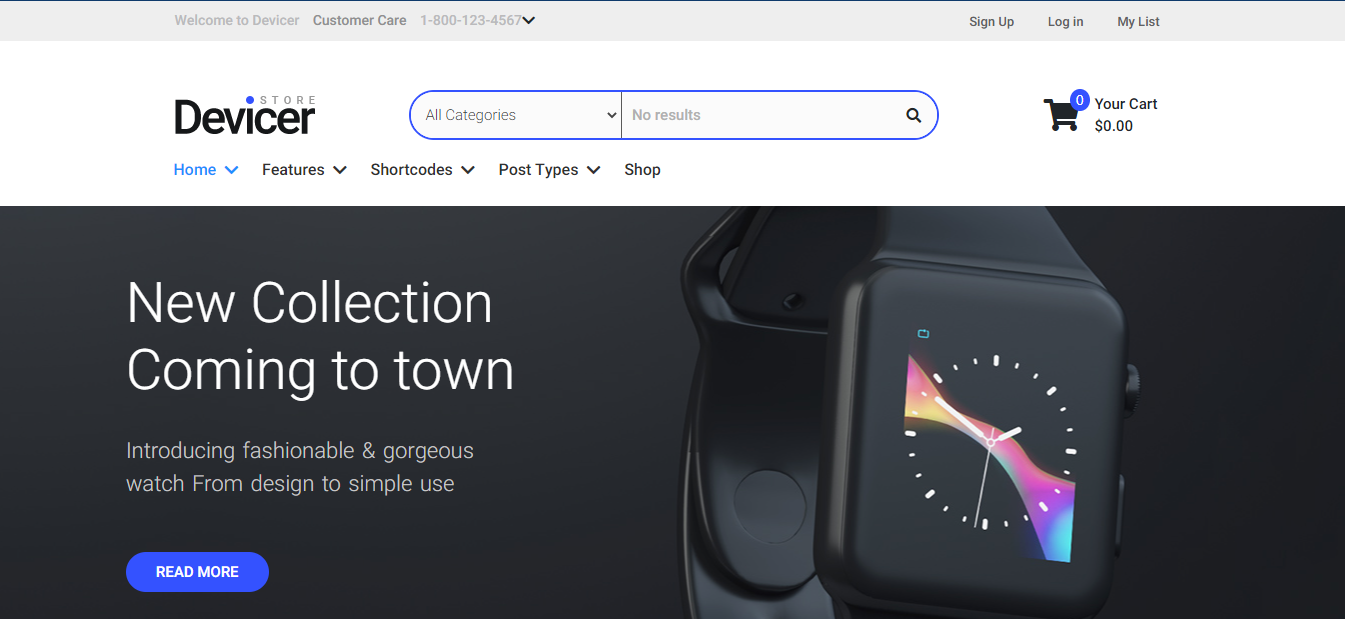 Welcome to Devicer Customer Care 1-800-123-4567 Sign Up Log in My List
STORE
Devicer
All Categories No results
0 Your Cart
$0.00
Home Features Shortcodes Post Types Shop
New Collection
Coming to town
Introducing fashionable & gorgeous
watch From design to simple use
READ MORE